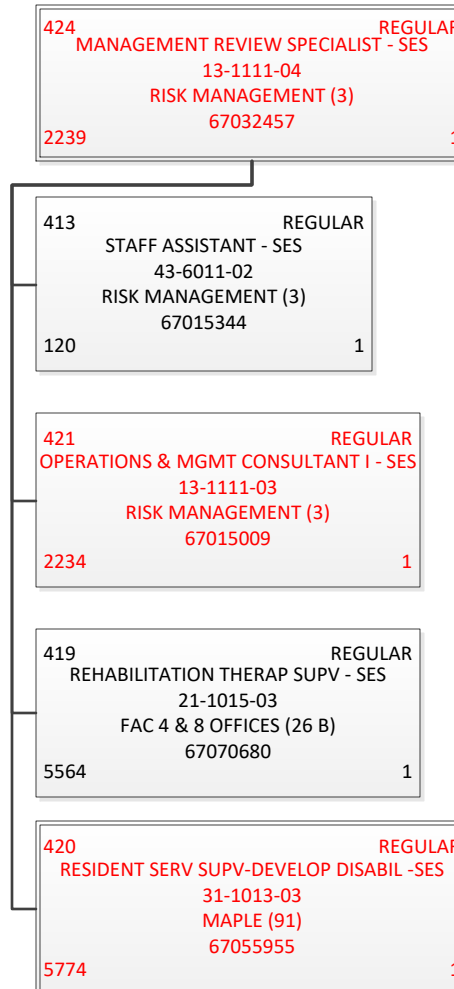 424 REGULAR
MANAGEMENT REVIEW SPECIALIST - SES
13-1111-04
RISK MANAGEMENT (3)
67032457
2239 1
413 REGULAR
STAFF ASSISTANT - SES
43-6011-02
RISK MANAGEMENT (3)
67015344
120 1
421 REGULAR
OPERATIONS & MGMT CONSULTANT I - SES
13-1111-03
RISK MANAGEMENT (3)
67015009
2234 1
419 REGULAR
REHABILITATION THERAP SUPV - SES
21-1015-03
FAC 4 & 8 OFFICES (26 B)
67070680
5564 1
420 REGULAR
RESIDENT SERV SUPV-DEVELOP DISABIL -SES
31-1013-03
MAPLE (91)
67055955
5774 1